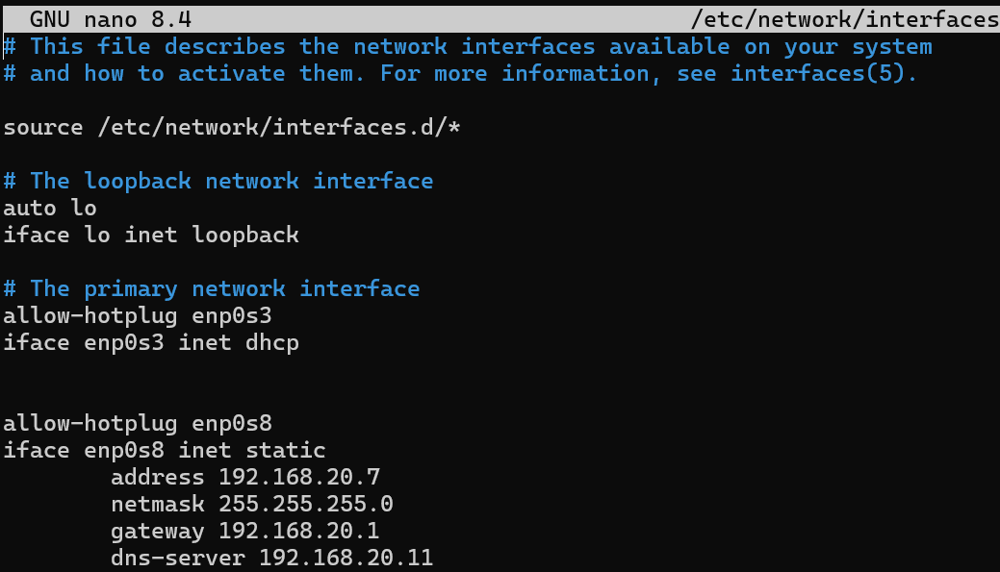 GNU nano 8.4 /etc/network/interfaces
# This file describes the network interfaces available on your system
# and how to activate them. For more information, see interfaces(5).
source /etc/network/interfaces.d/*
# The loopback network interface
auto lo
iface lo inet loopback
# The primary network interface
allow-hotplug enp0s3
iface enp0s3 inet dhcp
allow-hotplug enp0s8
iface enp0s8 inet static
address 192.168.20.7
netmask 255.255.255.0
gateway 192.168.20.1
dns-server 192.168.20.11